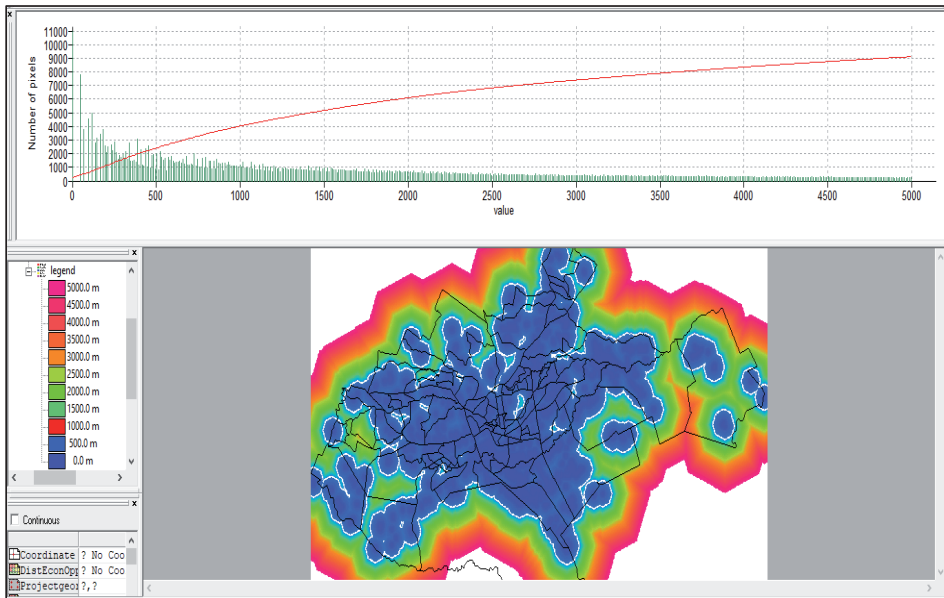 x
11000
10000
9000
8000
7000
6000
5000
4000
3000
2000
1000
0
Number of pixels
0 500 1000 1500 2000 2500 3000 3500 4000 4500 5000
value
x
legend
5000.0 m
4500.0 m
4000.0 m
3500.0 m
3000.0 m
2500.0 m
2000.0 m
1500.0 m
1000.0 m
500.0 m
0.0 m
x
Continuous
Coordinate ? No Coo
DistEconOpp ? No Coo
Projectgeor ?,?